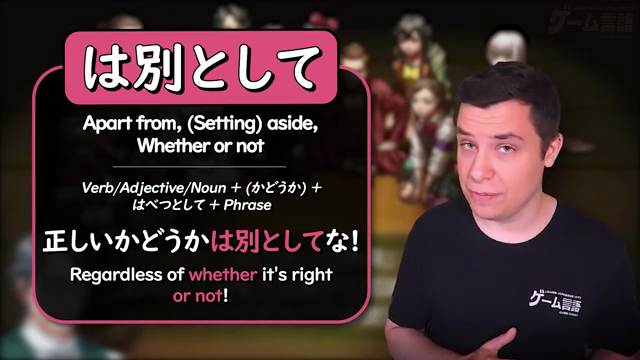 ゲーム言語
は別として
Apart from, (Setting) aside,
Whether or not
Verb/Adjective/Noun + (かどうか) +
はべつとして + Phrase
正しいかどうかは別としてな!
Regardless of whether it's right
or not!
ゲーム言語